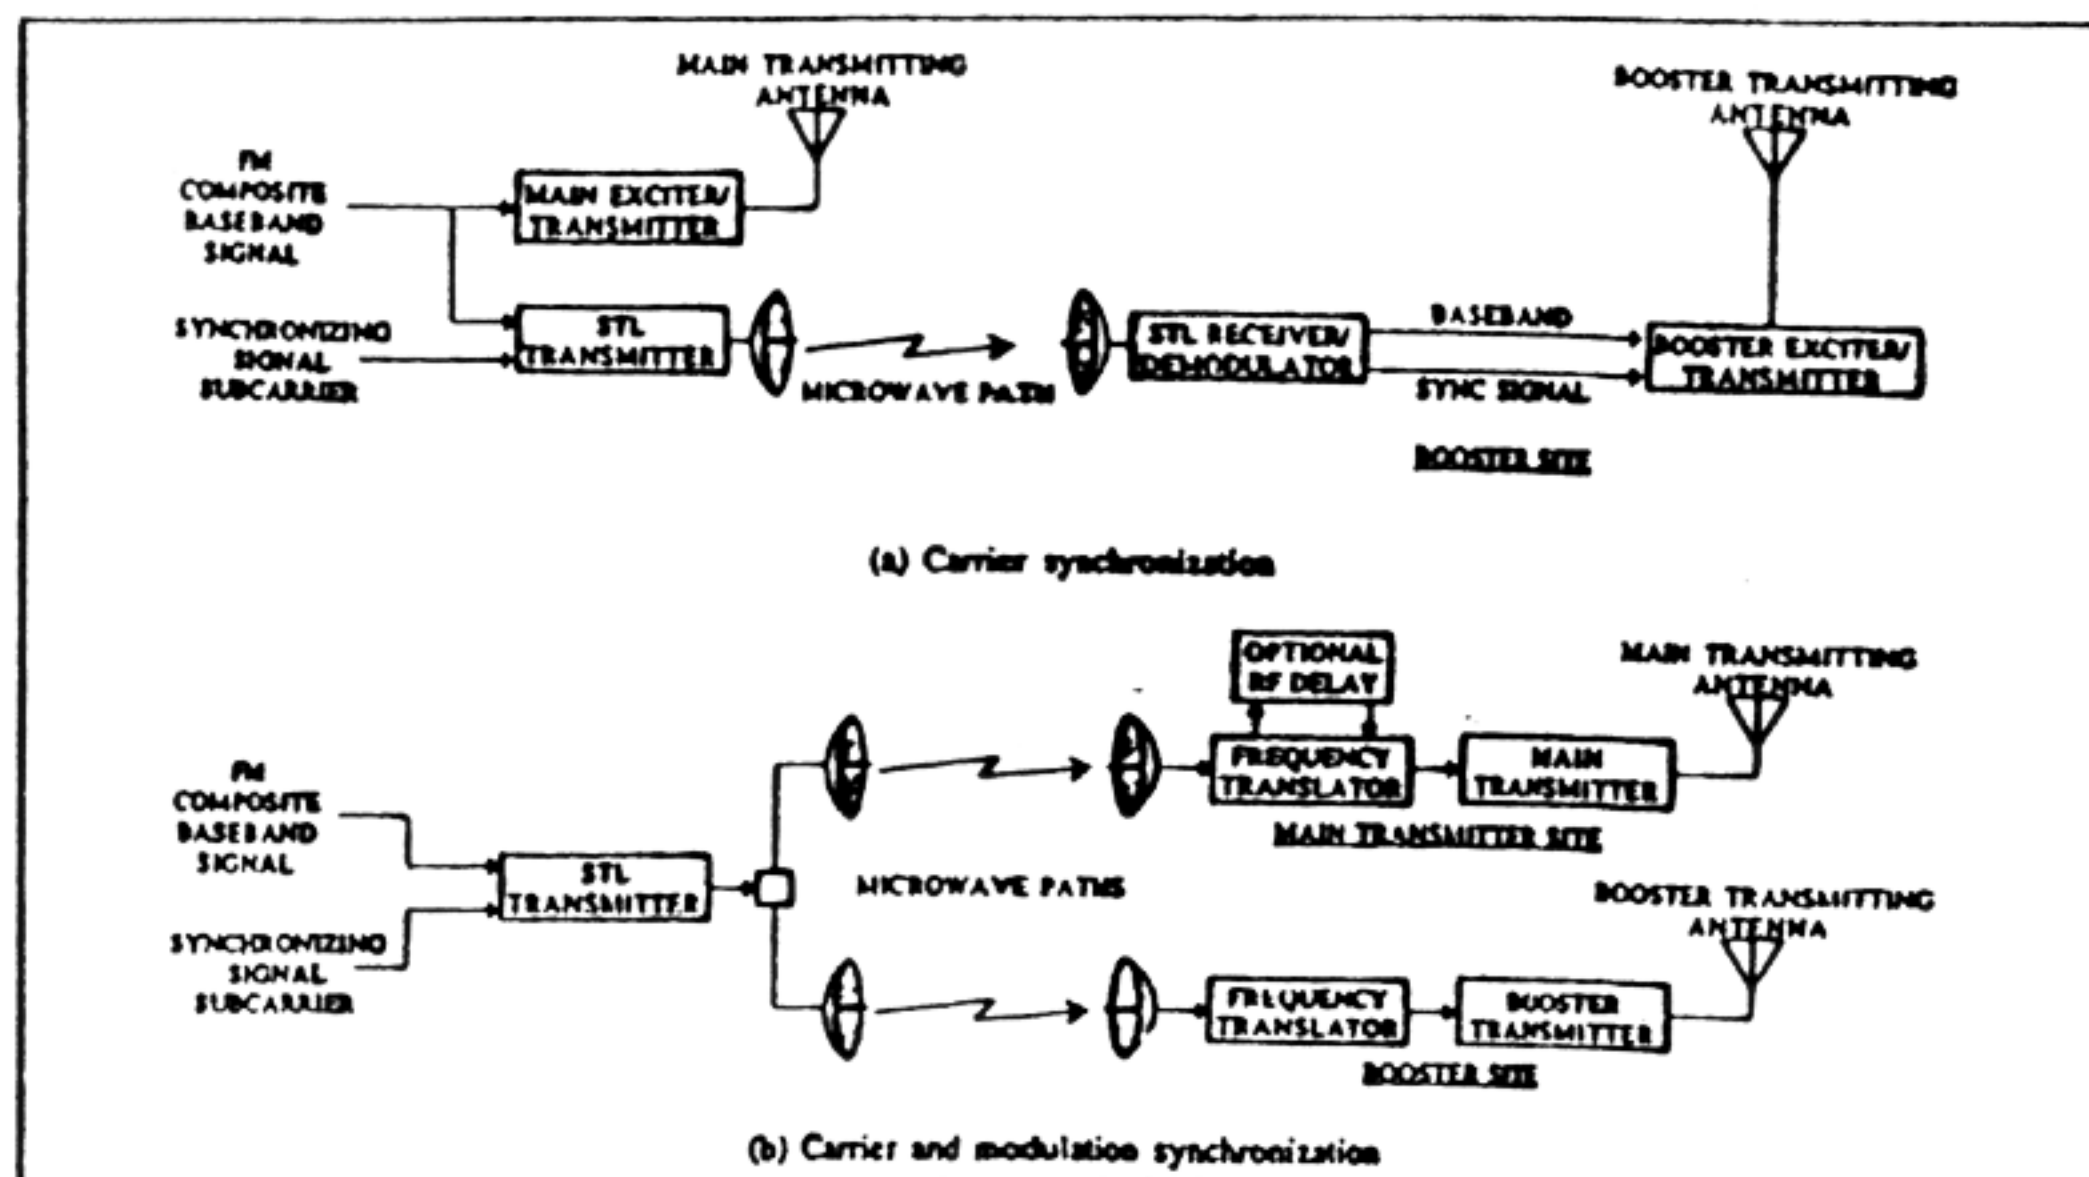 MAIN TRANSMITTING
ANTENNA
BOOSTER TRANSMITTING
ANTENNA
FM
COMPOSITE
BASEBAND
SIGNAL
MAIN EXCITER/
TRANSMITTER
SYNCHRONIZING
SIGNAL
SUBCARRIER
STL
TRANSMITTER
MICROWAVE PATH
STL RECEIVER/
DEMODULATOR
BASEBAND
SYNC SIGNAL
BOOSTER EXCITER/
TRANSMITTER
BOOSTER SITE
(a) Carrier synchronization
OPTIONAL
RF DELAY
MAIN TRANSMITTING
ANTENNA
FREQUENCY
TRANSLATOR
MAIN
TRANSMITTER
MAIN TRANSMITTER SITE
FM
COMPOSITE
BASEBAND
SIGNAL
STL
TRANSMITTER
MICROWAVE PATHS
SYNCHRONIZING
SIGNAL
SUBCARRIER
BOOSTER TRANSMITTING
ANTENNA
FREQUENCY
TRANSLATOR
BOOSTER
TRANSMITTER
BOOSTER SITE
(b) Carrier and modulation synchronization